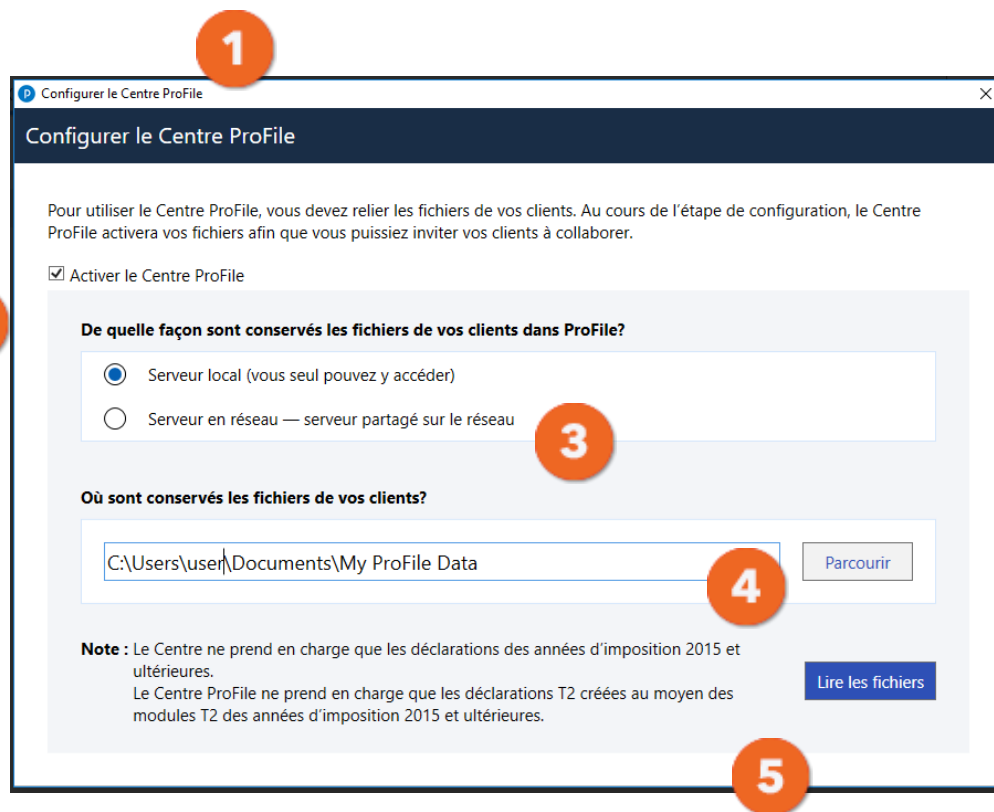 1
Configurer le Centre ProFile
Configurer le Centre ProFile
Pour utiliser le Centre ProFile, vous devez relier les fichiers de vos clients. Au cours de l’étape de configuration, le Centre
ProFile activera vos fichiers afin que vous puissiez inviter vos clients à collaborer.
Activer le Centre ProFile
De quelle façon sont conservés les fichiers de vos clients dans ProFile?
Serveur local (vous seul pouvez y accéder)
Serveur en réseau — serveur partagé sur le réseau
3
Où sont conservés les fichiers de vos clients?
C:\Users\user\Documents\My ProFile Data
4
Parcourir
Note : Le Centre ne prend en charge que les déclarations des années d’imposition 2015 et
ultérieures.
Le Centre ProFile ne prend en charge que les déclarations T2 créées au moyen des
modules T2 des années d’imposition 2015 et ultérieures.
Lire les fichiers
5